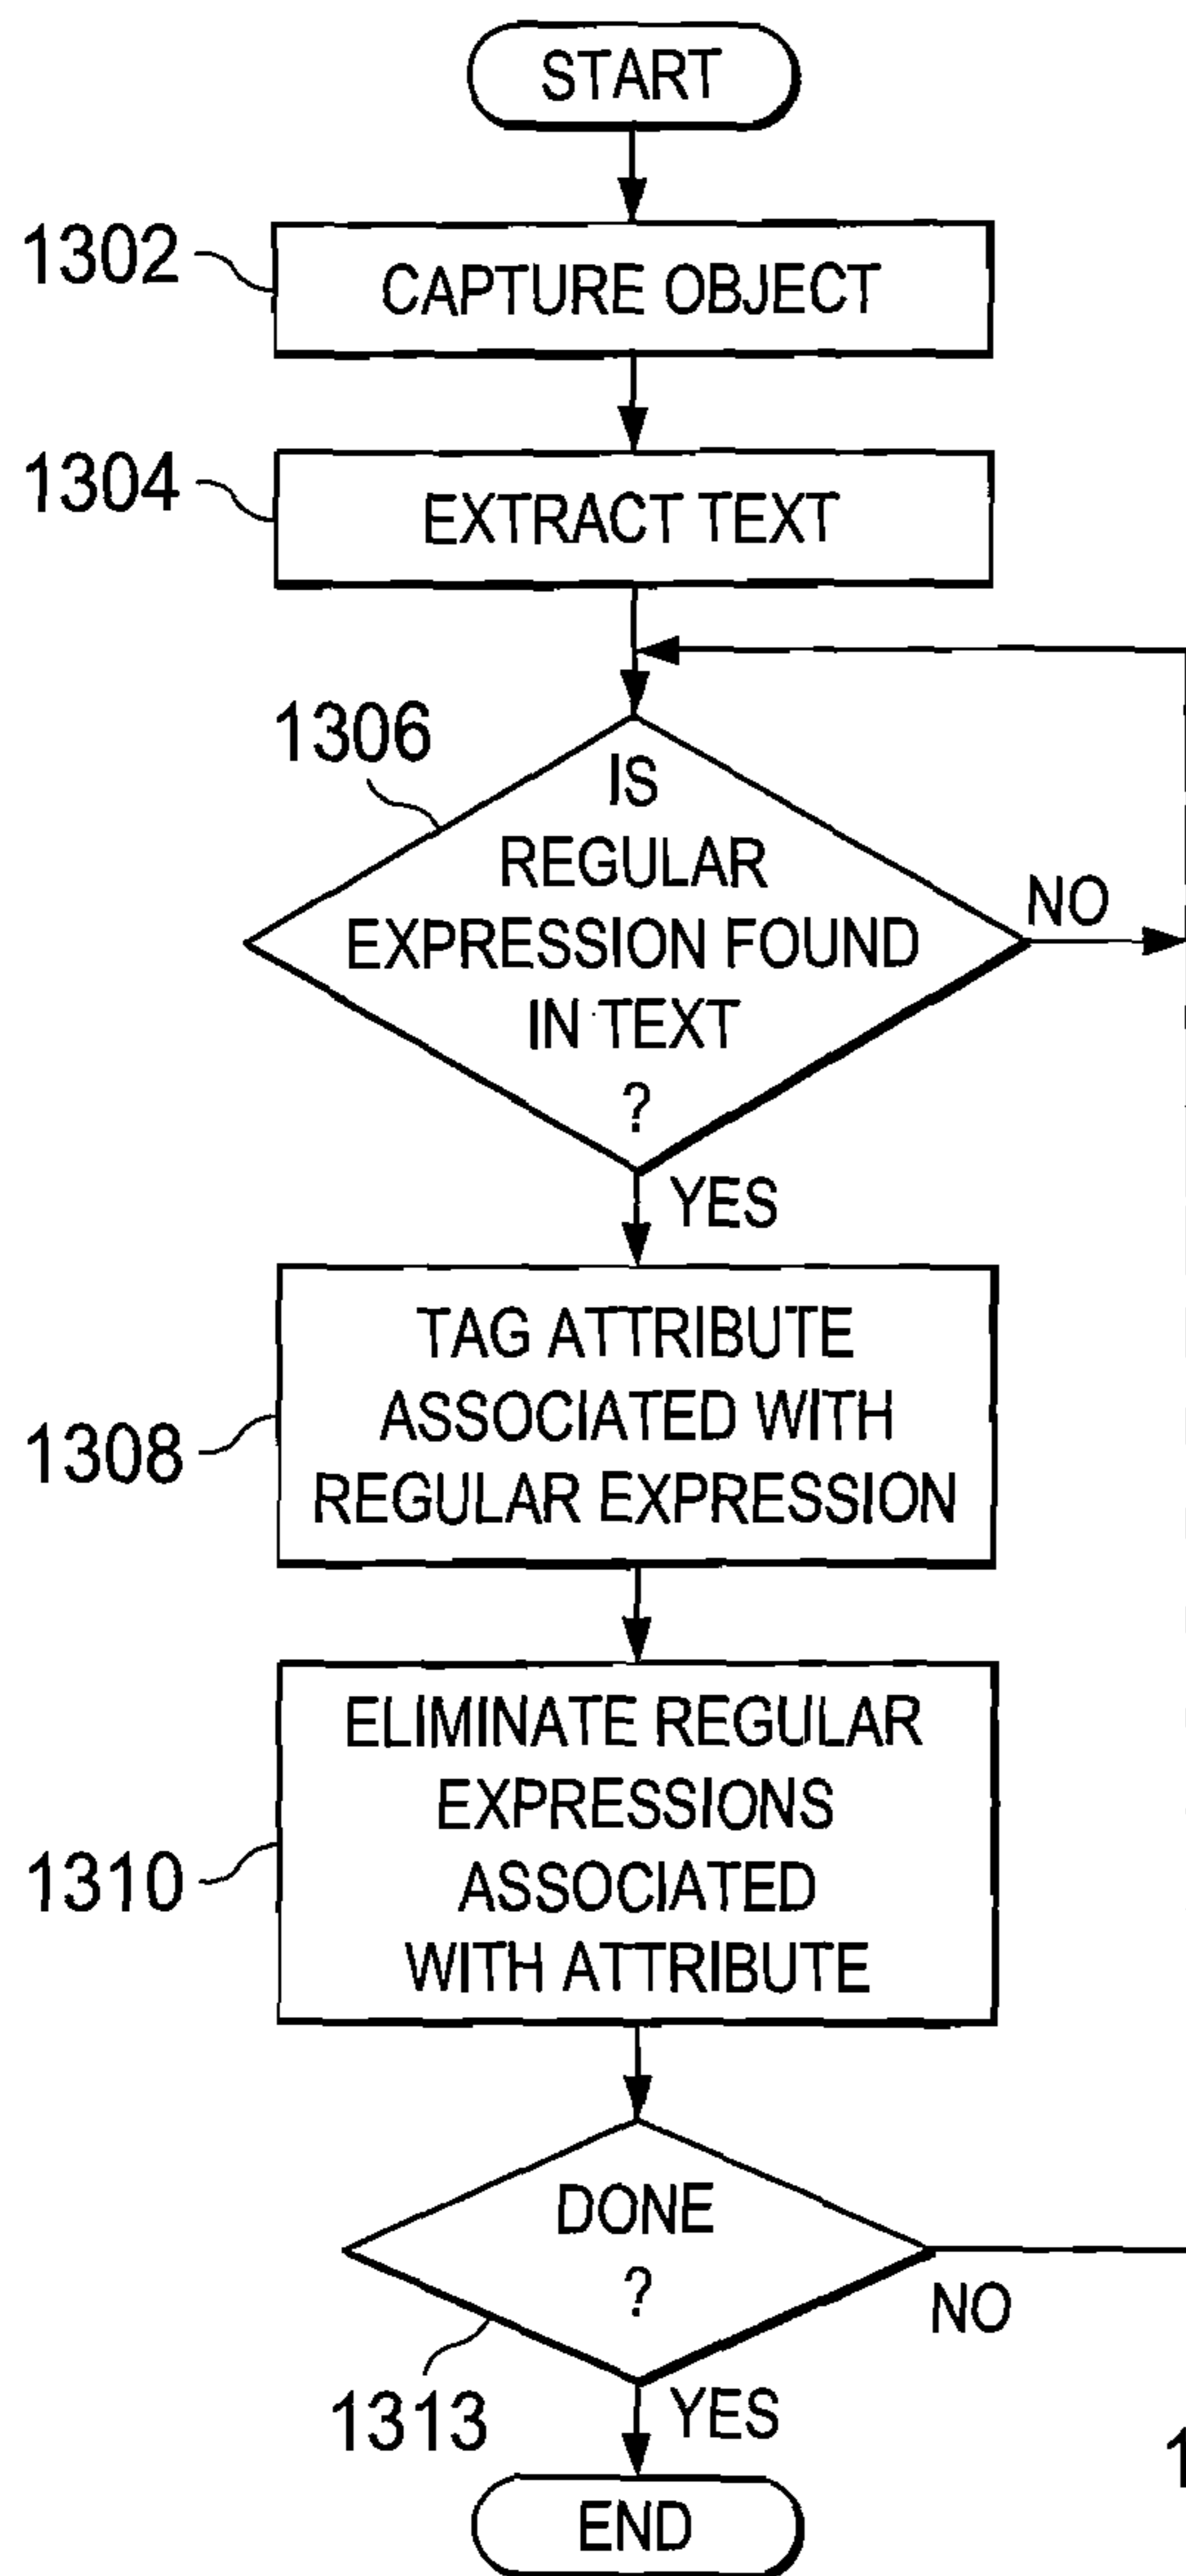 START
1302
CAPTURE OBJECT
1304
EXTRACT TEXT
1306
IS
REGULAR
EXPRESSION FOUND
IN TEXT
?
NO
YES
1308
TAG ATTRIBUTE
ASSOCIATED WITH
REGULAR EXPRESSION
1310
ELIMINATE REGULAR
EXPRESSIONS
ASSOCIATED
WITH ATTRIBUTE
DONE
?
NO
1313
YES
1
END